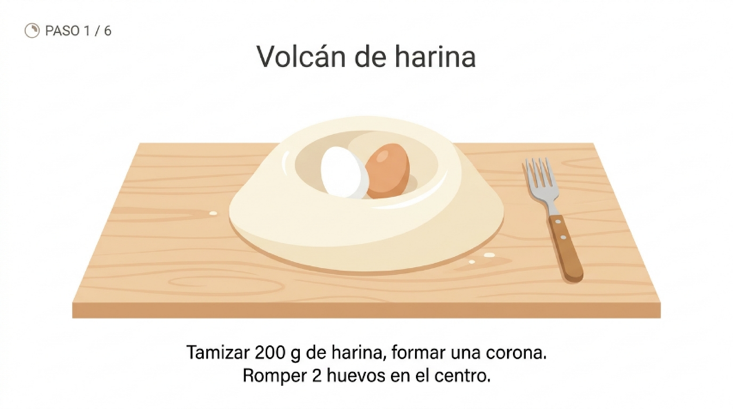 PASO 1 / 6
Volcán de harina
Tamizar 200 g de harina, formar una corona.
Romper 2 huevos en el centro.